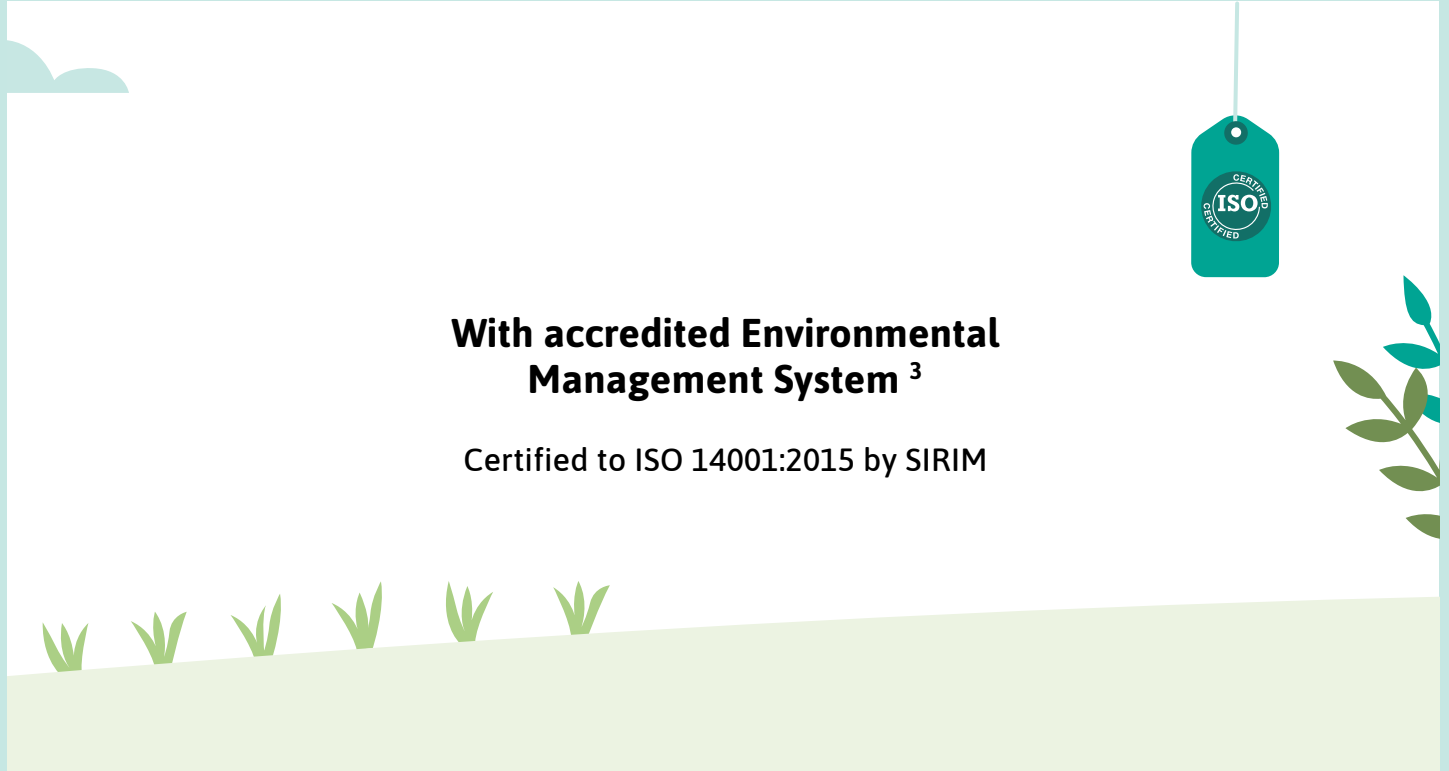 CERTIFIED
ISO
CERTIFIED
With accredited Environmental
Management System ³
Certified to ISO 14001:2015 by SIRIM